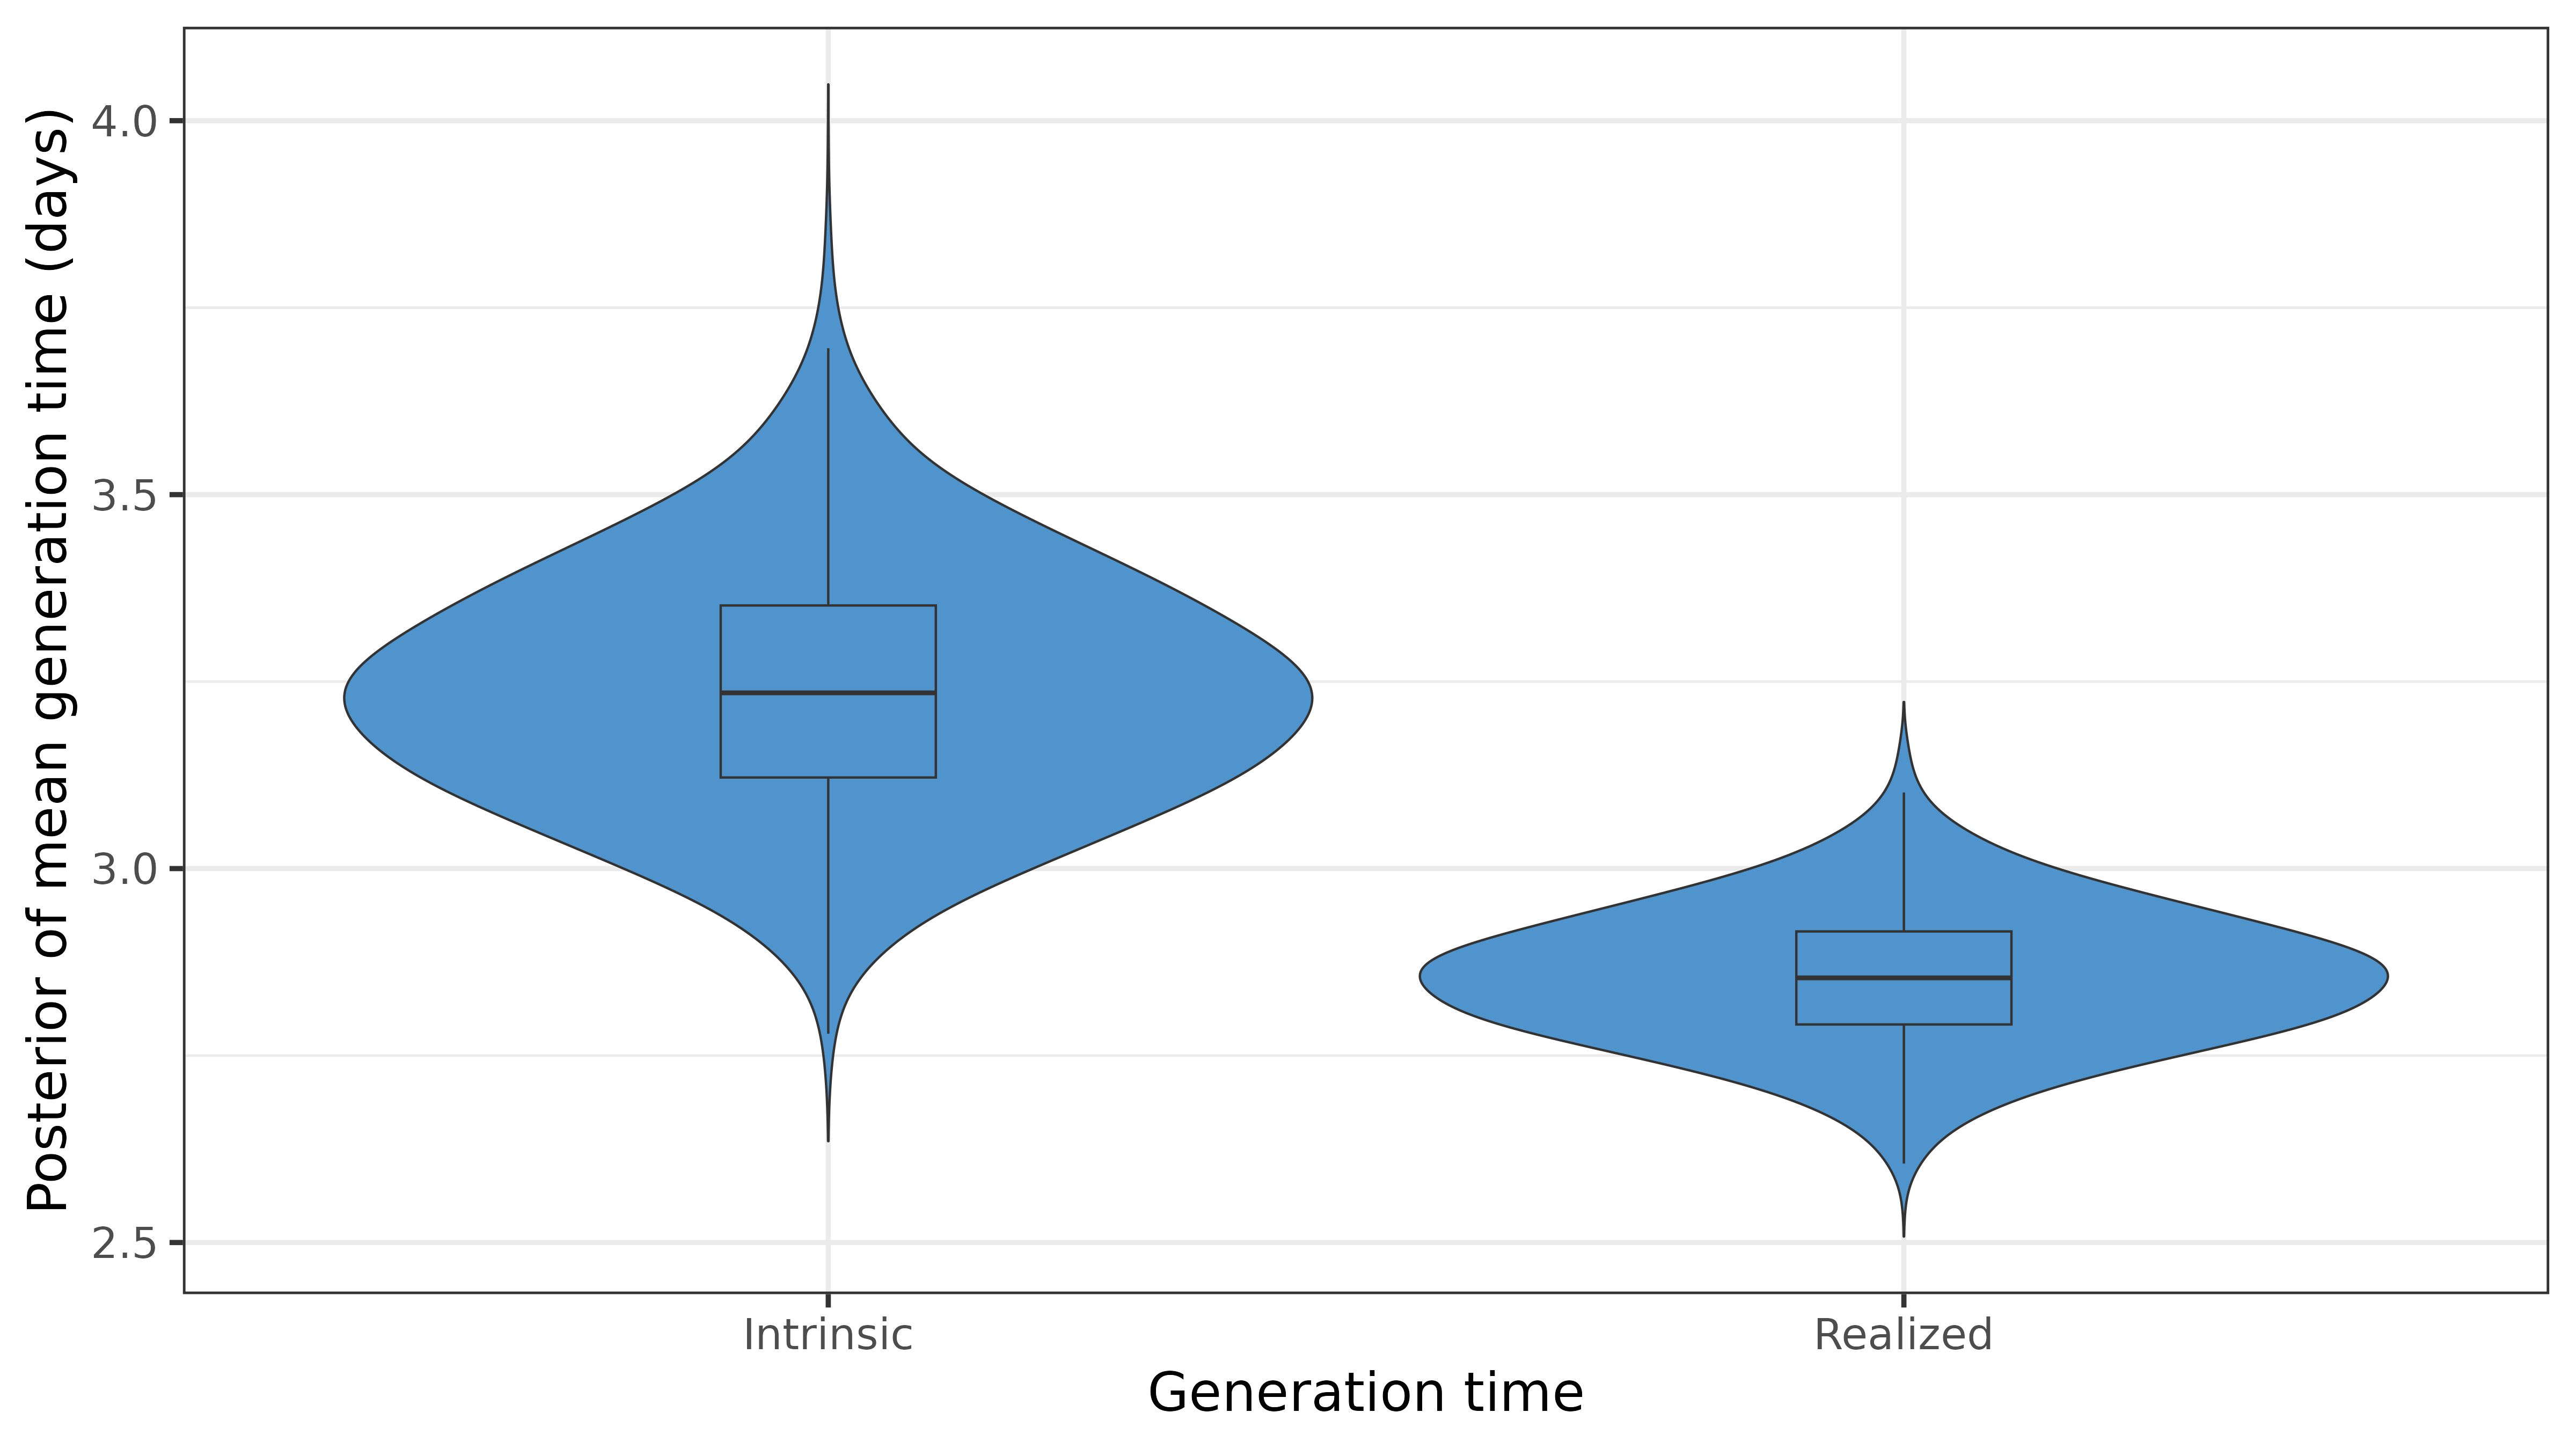 Posterior of mean generation time (days)
4.0
3.5
3.0
2.5
Intrinsic
Realized
Generation time